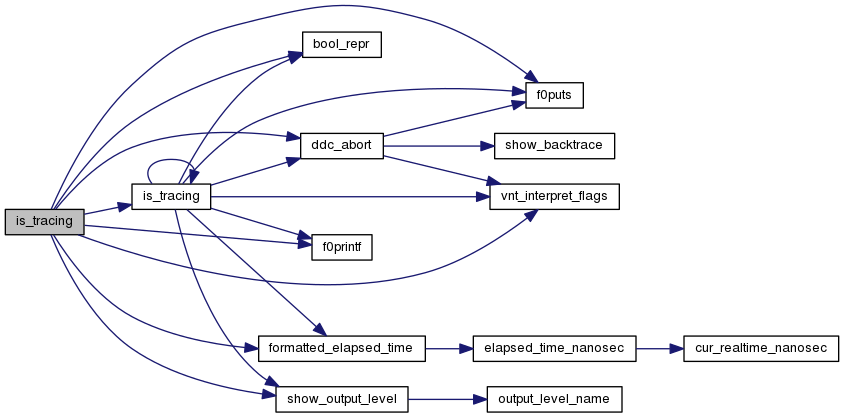 bool_repr
f0puts
ddc_abort
show_backtrace
is_tracing
vnt_interpret_flags
is_tracing
f0printf
formatted_elapsed_time
elapsed_time_nanosec
cur_realtime_nanosec
show_output_level
output_level_name